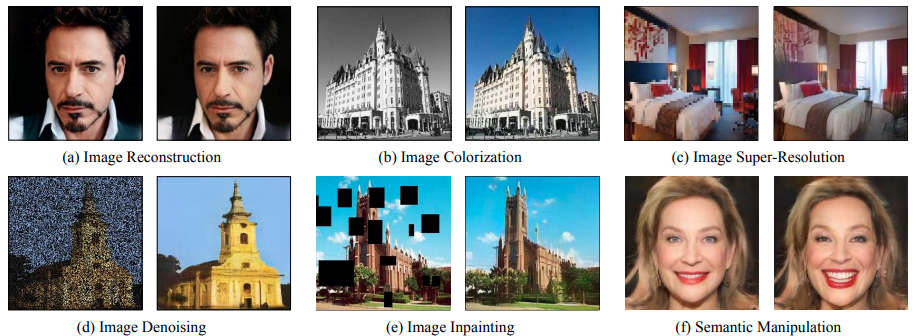 (a) Image Reconstruction
(b) Image Colorization
(c) Image Super-Resolution
(d) Image Denoising
(e) Image Inpainting
(f) Semantic Manipulation